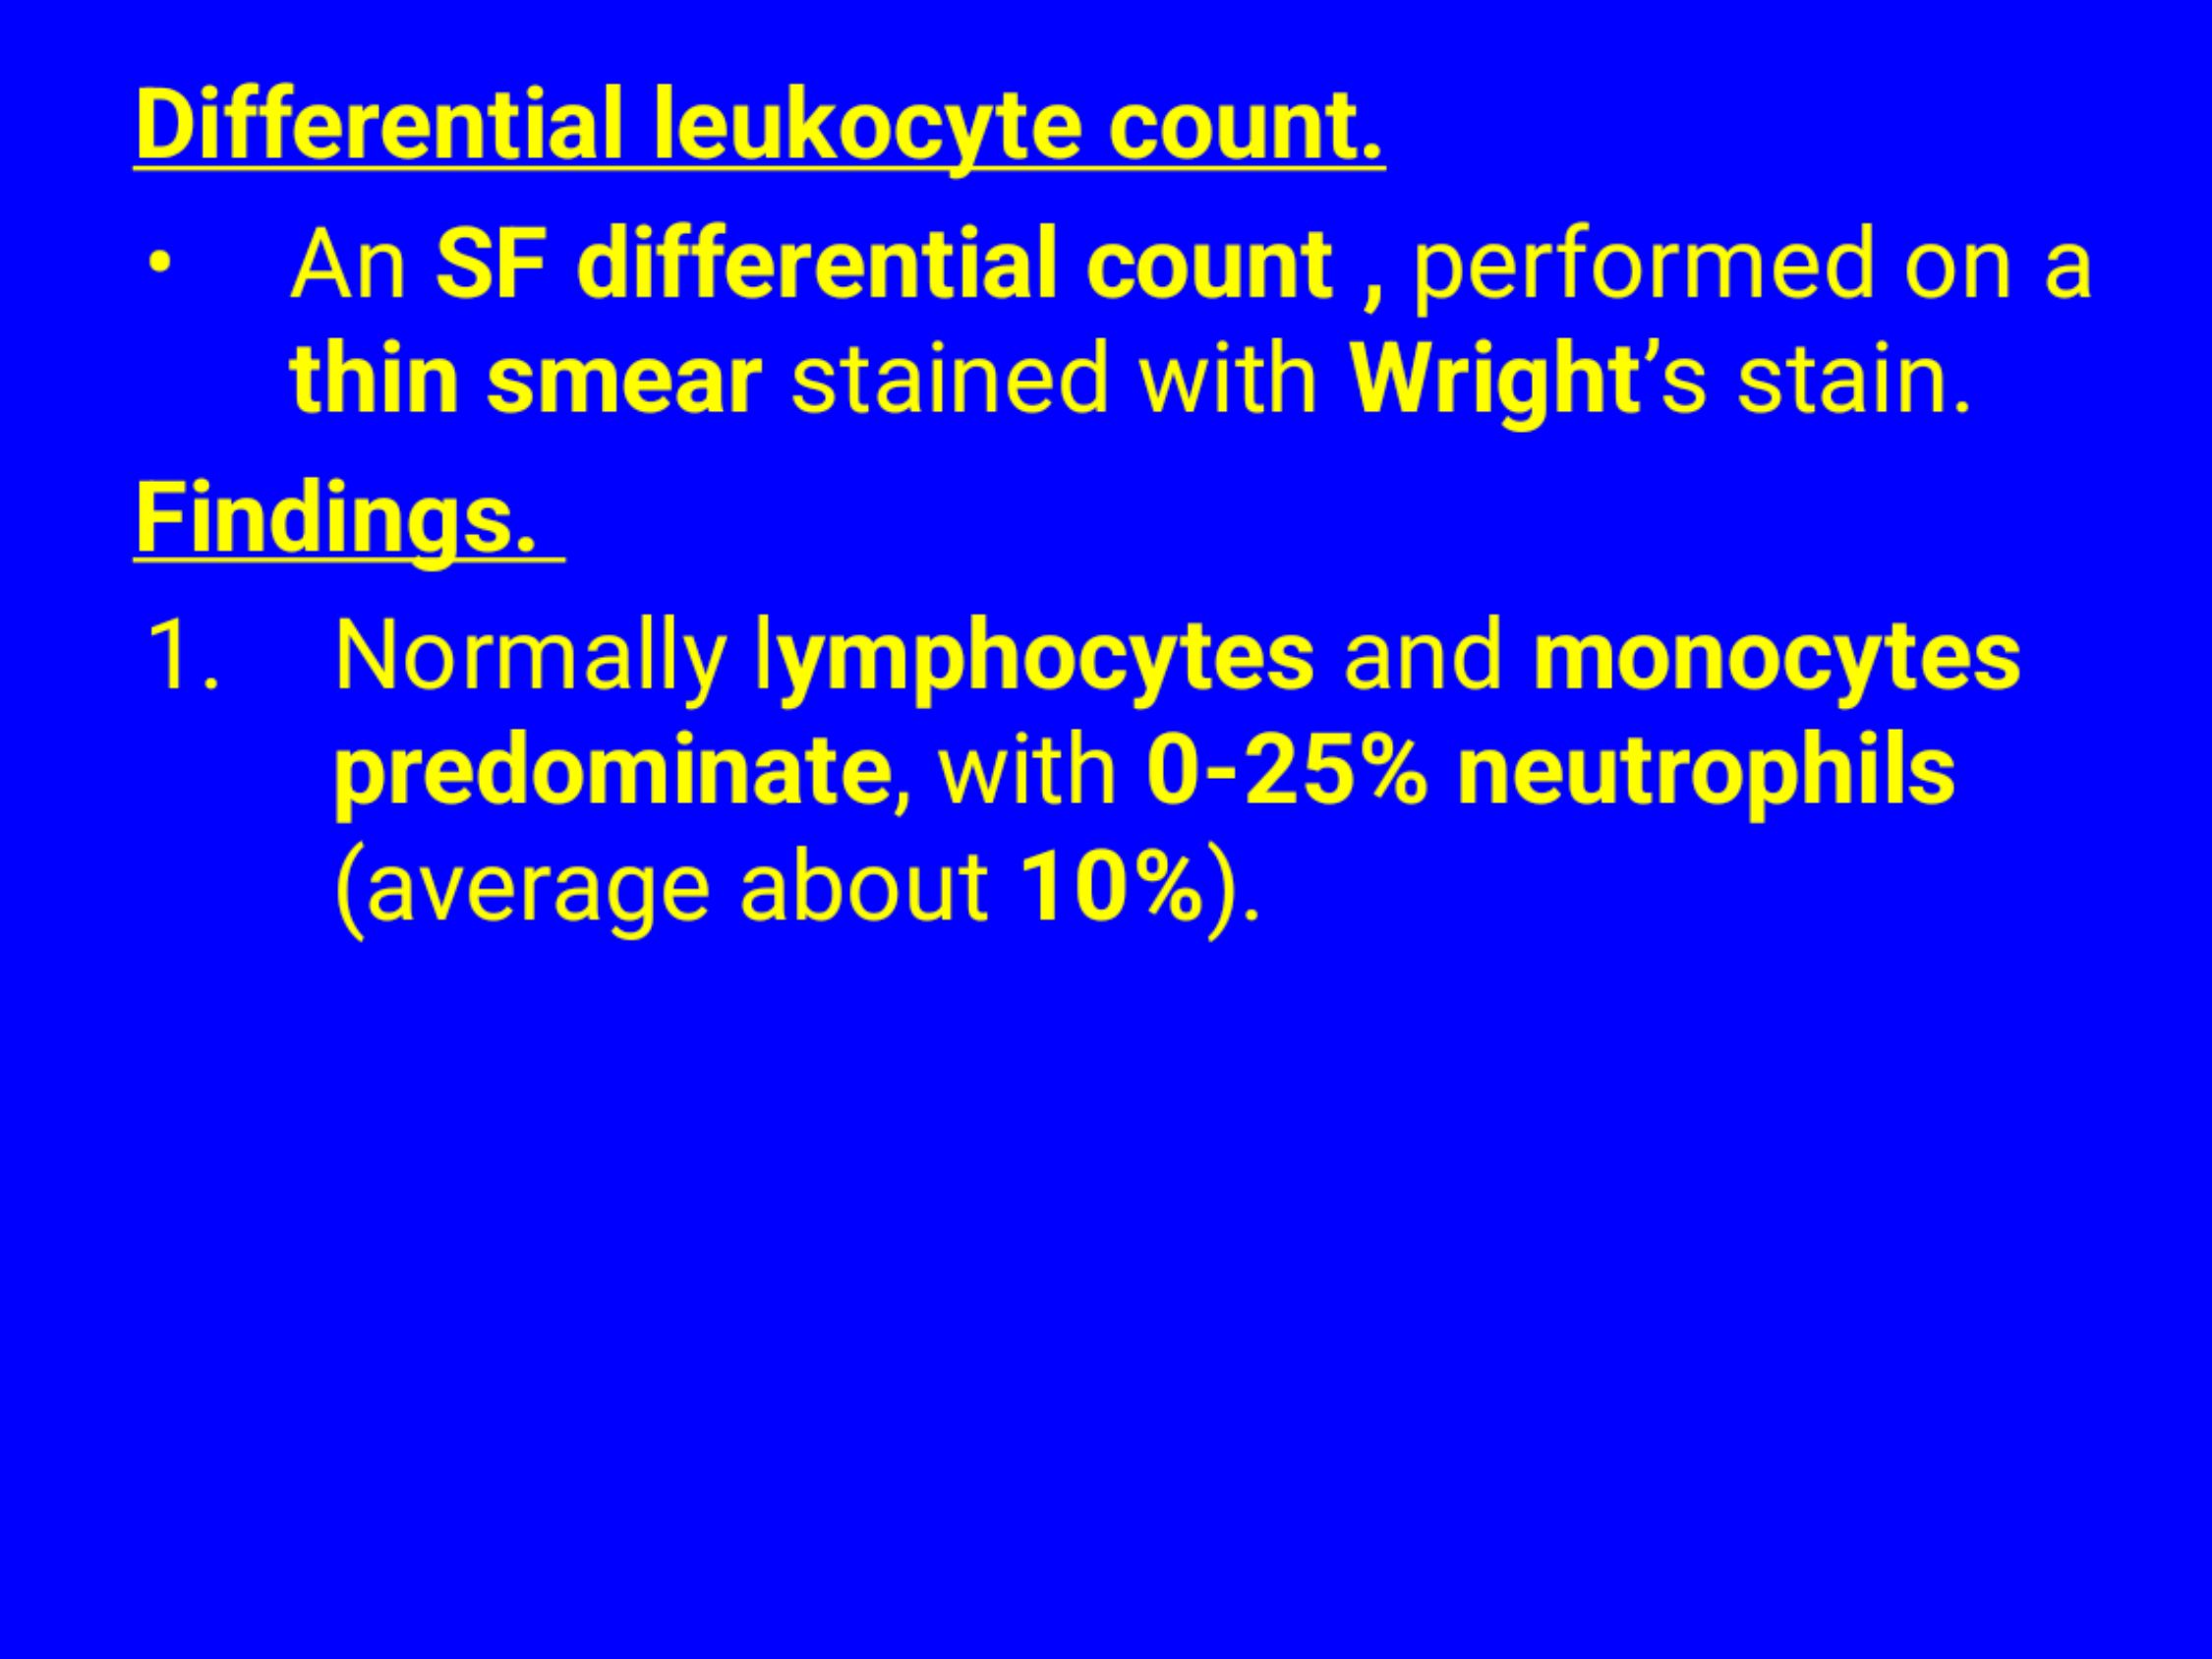 Differential leukocyte count.
• An SF differential count , performed on a
thin smear stained with Wright’s stain.
Findings.
1. Normally lymphocytes and monocytes
predominate, with 0-25% neutrophils
(average about 10%).